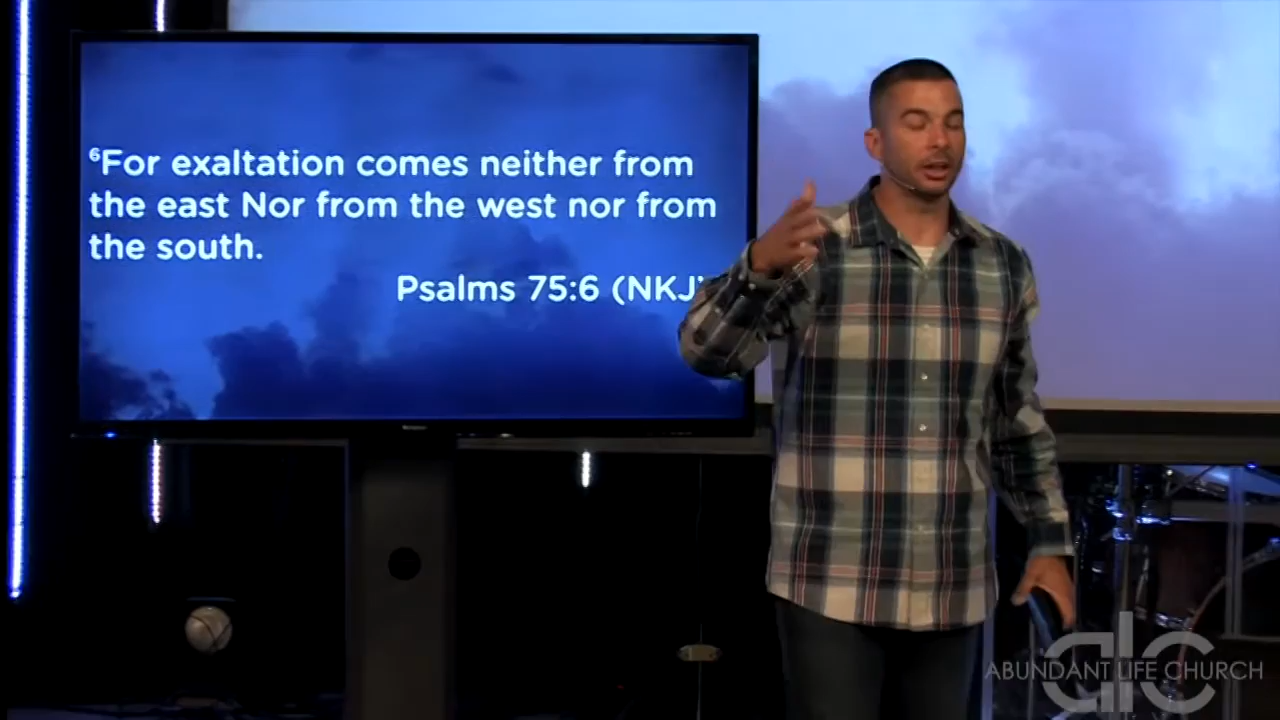 ⁶For exaltation comes neither from
the east Nor from the west nor from
the south.
Psalms 75:6 (NKJ
alc
ABUNDANT LIFE CHURCH